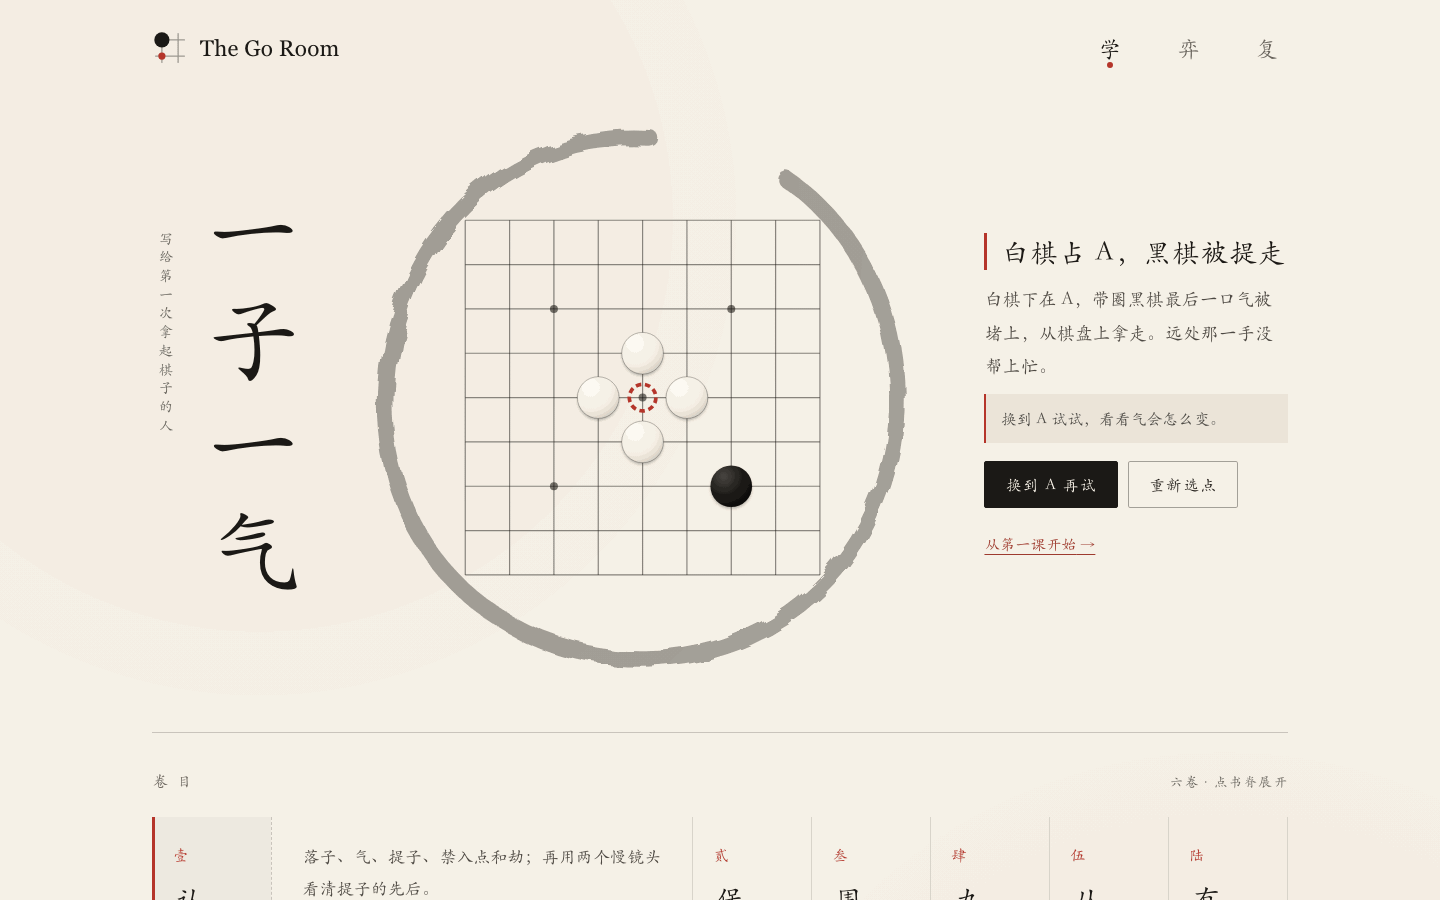 The Go Room
学
弈
复
一子一气
写给第一次拿起棋子的人
白棋占 A，黑棋被提走
白棋下在 A，带圈黑棋最后一口气被
堵上，从棋盘上拿走。远处那一手没
帮上忙。
换到 A 试试，看看气会怎么变。
换到 A 再试
重新选点
从第一课开始 →
卷目
六卷 · 点书脊展开
壹
落子、气、提子、禁入点和劫；再用两个慢镜头
看清提子的先后。
贰
叁
肆
伍
陆